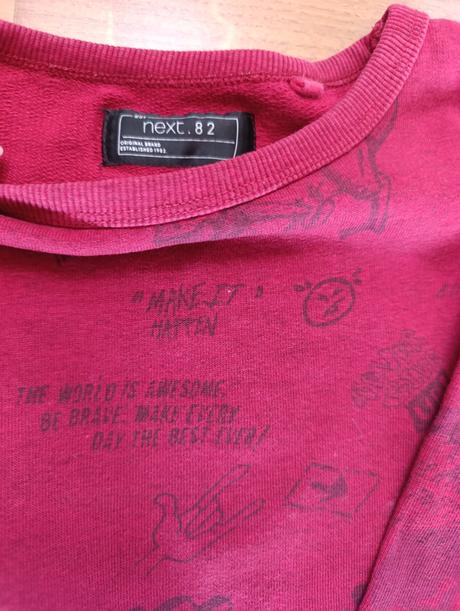 next.82
ORIGINAL BRAND
ESTABLISHED 1982
"MAKE IT"
HAPPEN
THE WORLD IS AWESOME.
BE BRAVE. MAKE EVERY
DAY THE BEST EVER!